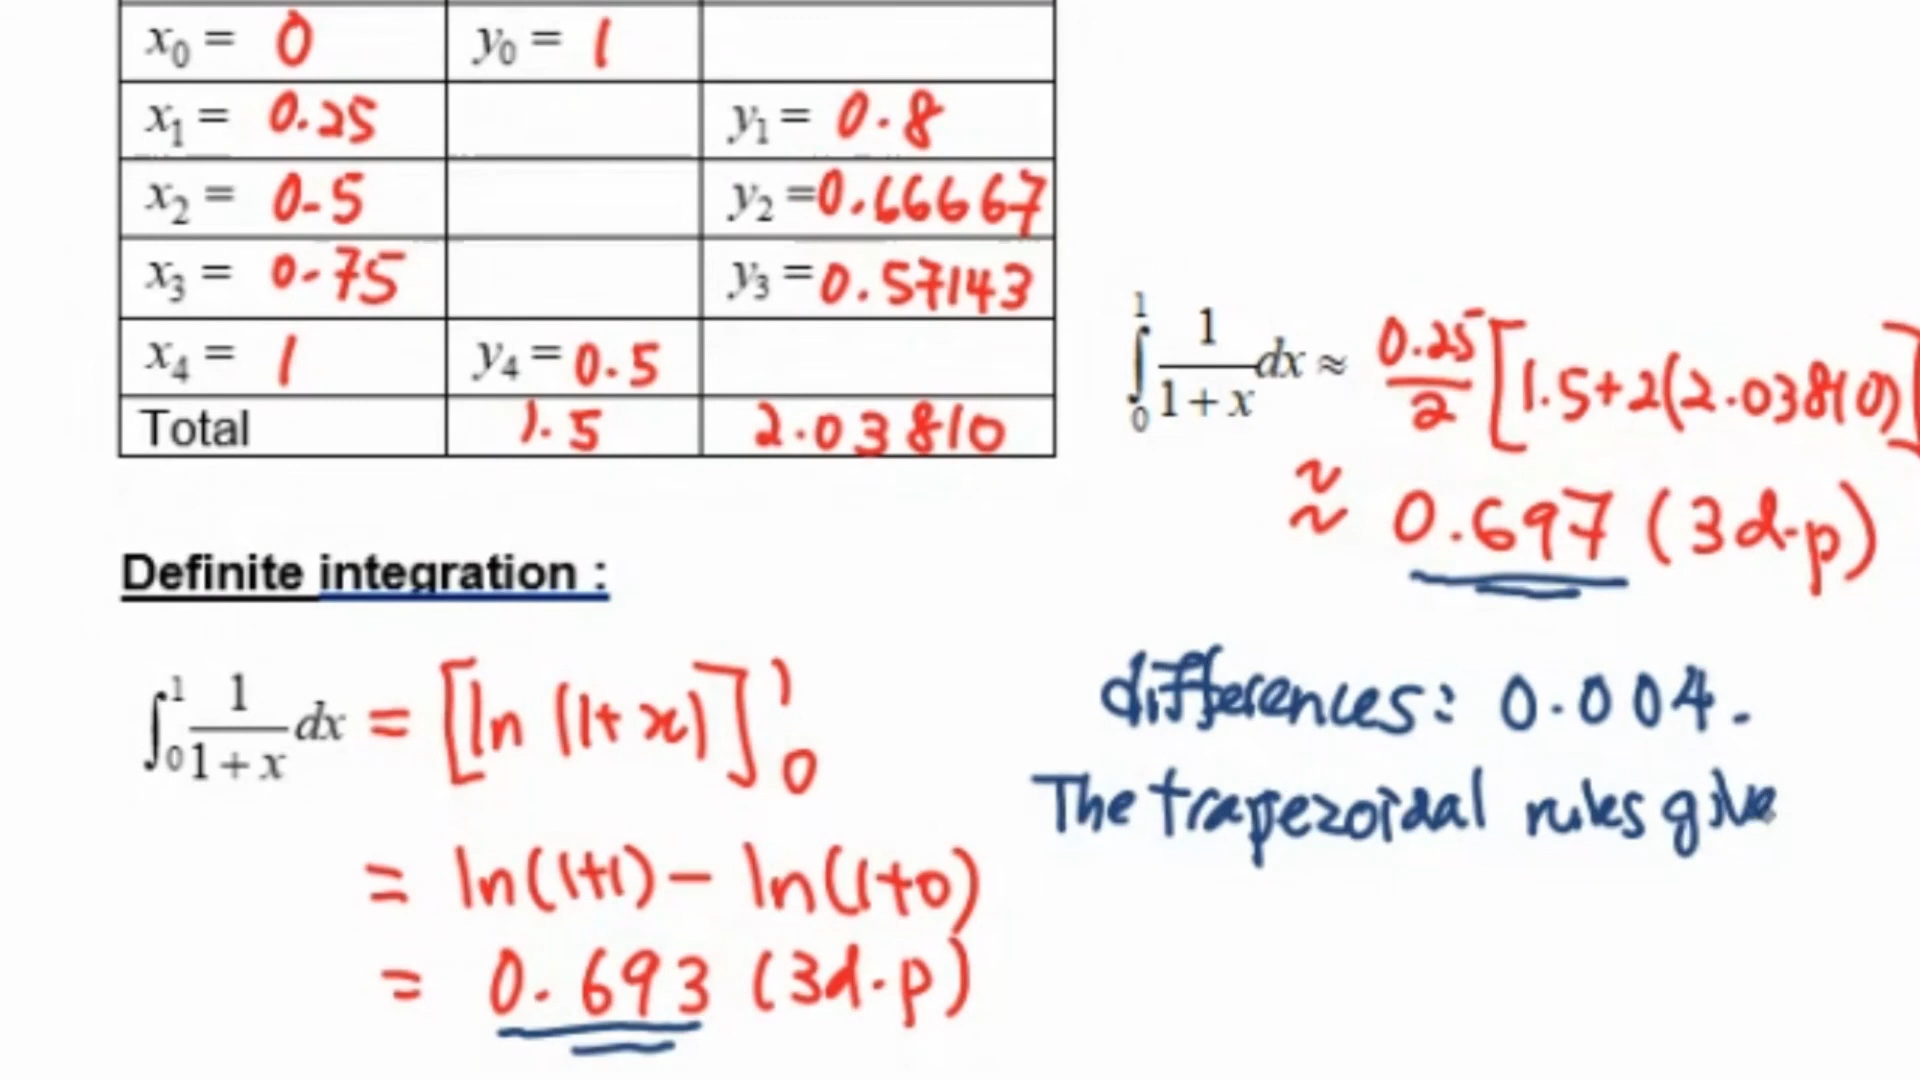 x₀ = 0 y₀ = 1
x₁ = 0.25 y₁ = 0.8
x₂ = 0.5 y₂ = 0.66667
x₃ = 0.75 y₃ = 0.57143
x₄ = 1 y₄ = 0.5
Total 1.5 2.03810
∫₀¹ 1/(1+x) dx ≈ 0.25/2 [1.5+2(2.03810)]
≈ 0.697 (3d.p)
Definite integration :
∫₀¹ 1/(1+x) dx = [ln (1+x)]₀¹
= ln(1+1) − ln(1+0)
= 0.693 (3d.p)
differences: 0.004.
The trapezoidal rules give